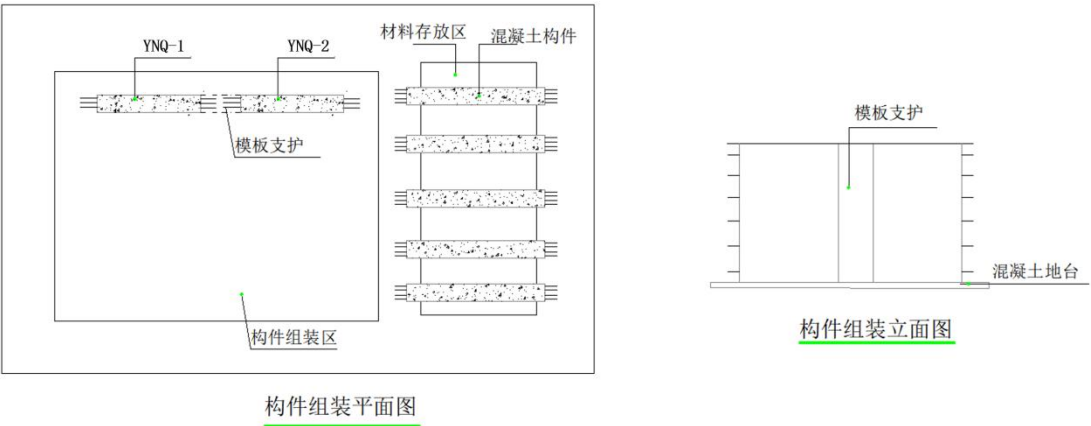 YNQ-1
YNQ-2
模板支护
构件组装区
材料存放区
混凝土构件
构件组装平面图
模板支护
混凝土地台
构件组装立面图